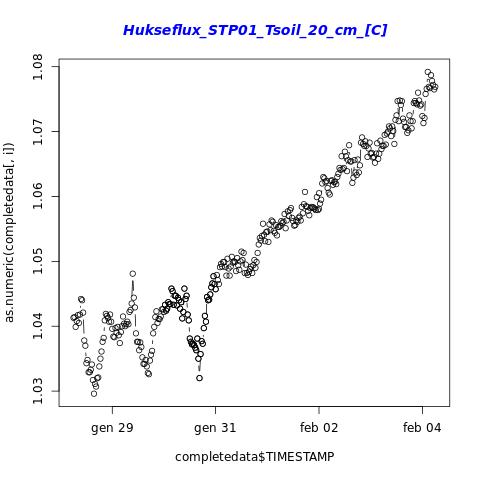 Hukseflux_STP01_Tsoil_20_cm_[C]
as.numeric(completedata[, i])
1.08
1.07
1.06
1.05
1.04
1.03
gen 29 gen 31 feb 02 feb 04
completedata$TIMESTAMP